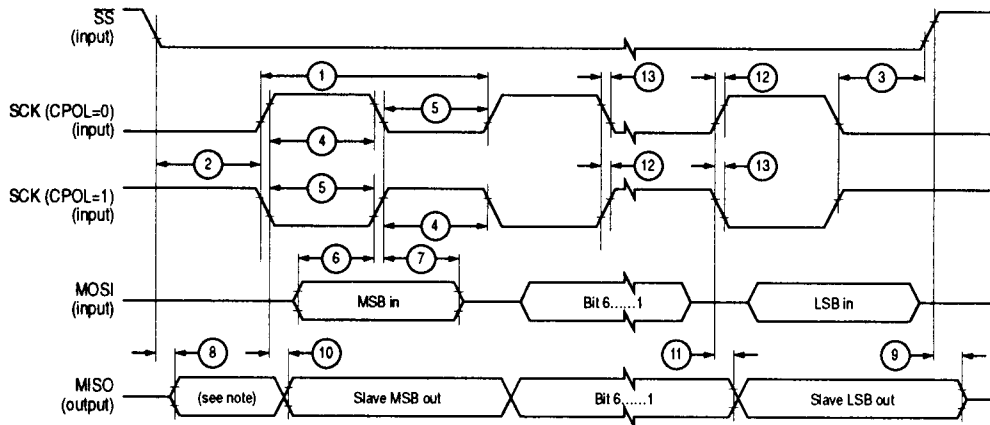 SS
(input)
1
13
12
3
SCK (CPOL=0)
(input)
5
4
2
12
13
SCK (CPOL=1)
(input)
5
4
6
7
MOSI
(input)
MSB in
Bit 6......1
LSB in
8
10
11
9
MISO
(output)
(see note)
Slave MSB out
Bit 6......1
Slave LSB out